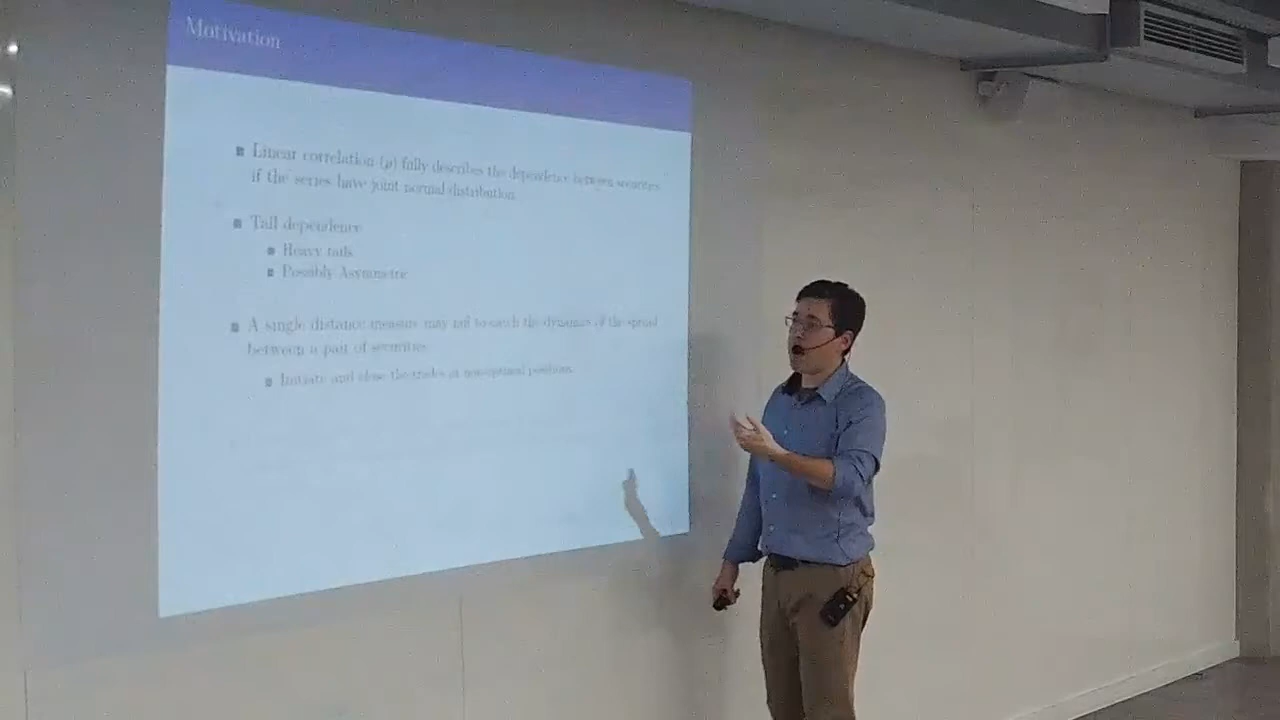 Motivation
Linear correlation (ρ) fully describes the dependence between securities
if the series have joint normal distribution.
Tail dependence
Heavy tails
Possibly Asymmetric
A single distance measure may fail to catch the dynamics of the spread
between a pair of securities
Initiate and close the trades at non-optimal positions.